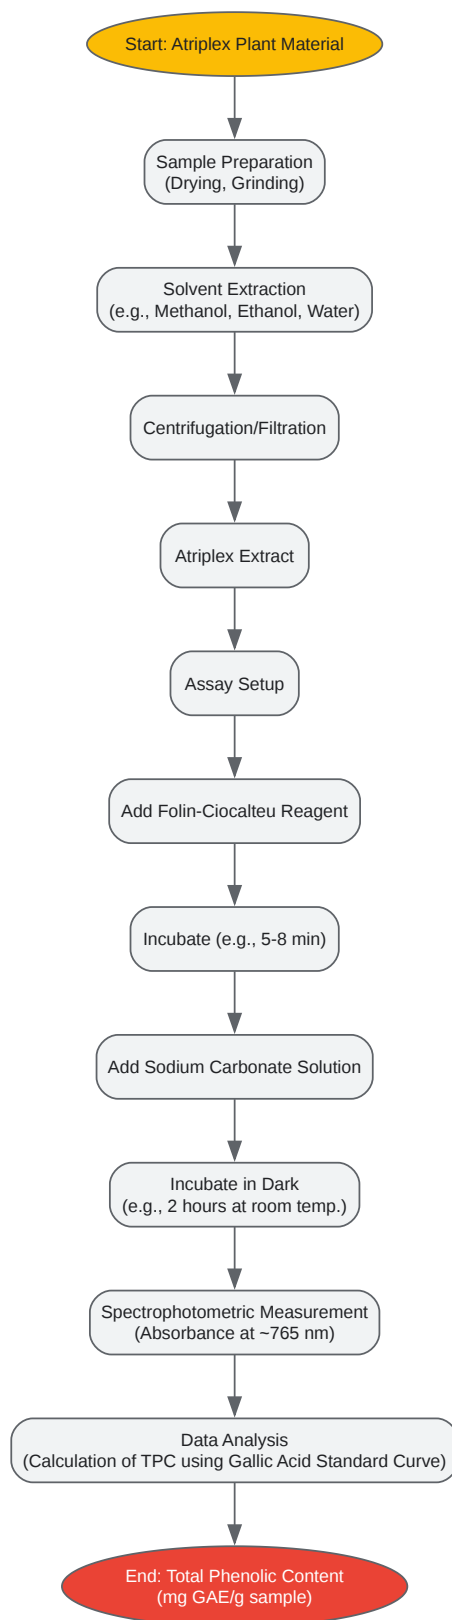 Start: Atriplex Plant Material
Sample Preparation
(Drying, Grinding)
Solvent Extraction
(e.g., Methanol, Ethanol, Water)
Centrifugation/Filtration
Atriplex Extract
Assay Setup
Add Folin-Ciocalteu Reagent
Incubate (e.g., 5-8 min)
Add Sodium Carbonate Solution
Incubate in Dark
(e.g., 2 hours at room temp.)
Spectrophotometric Measurement
(Absorbance at ~765 nm)
Data Analysis
(Calculation of TPC using Gallic Acid Standard Curve)
End: Total Phenolic Content
(mg GAE/g sample)